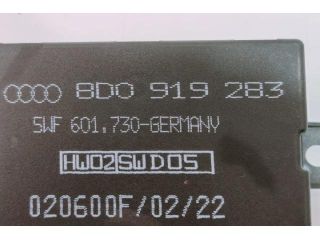 8D0 919 283
SWF 601.730-GERMANY
HW02 SWD05
020600F/02/22